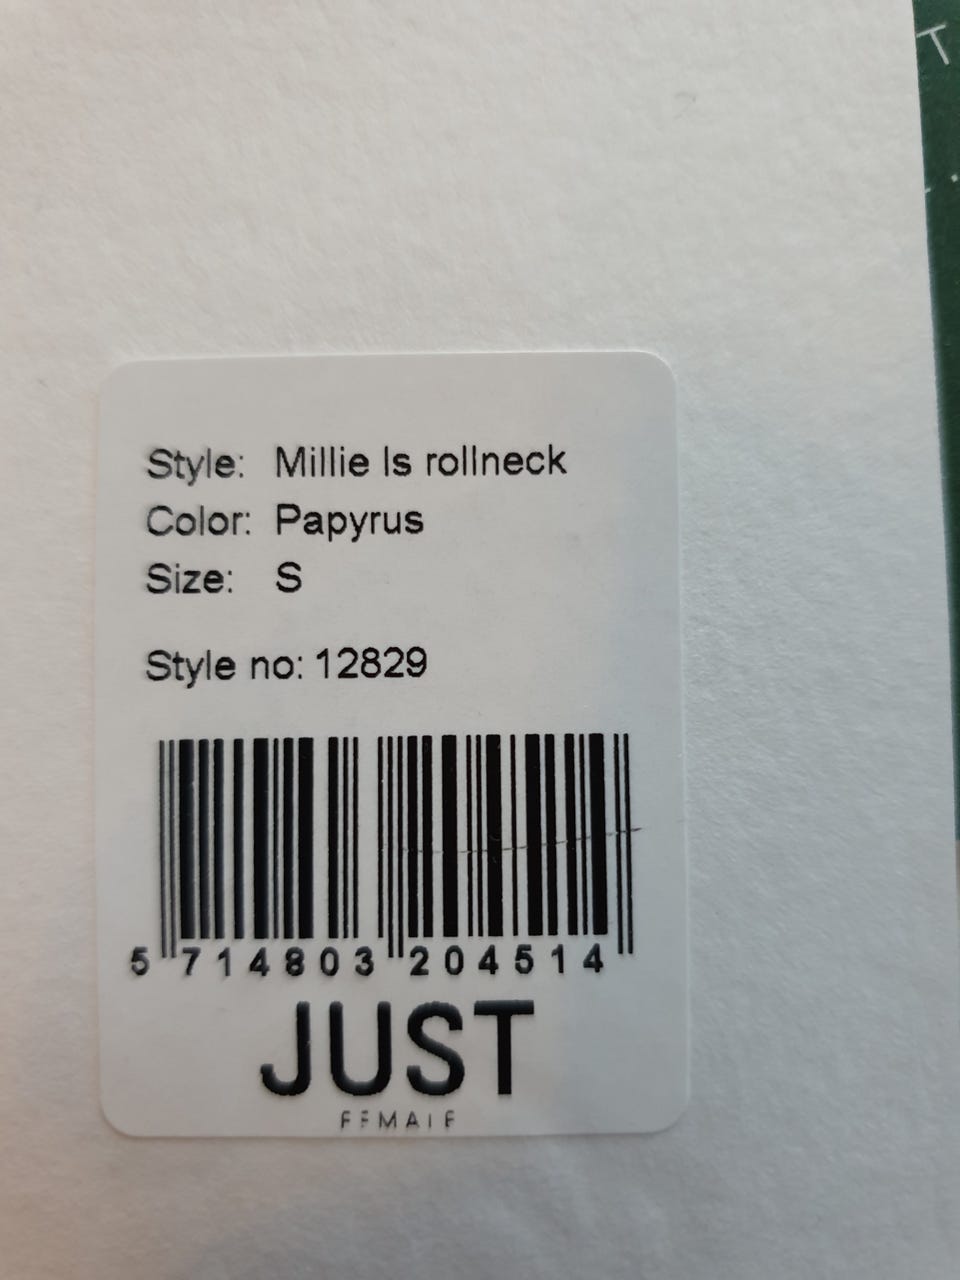 Style: Millie ls rollneck
Color: Papyrus
Size: S
Style no: 12829
5 714803 204514
JUST
FEMALE
T